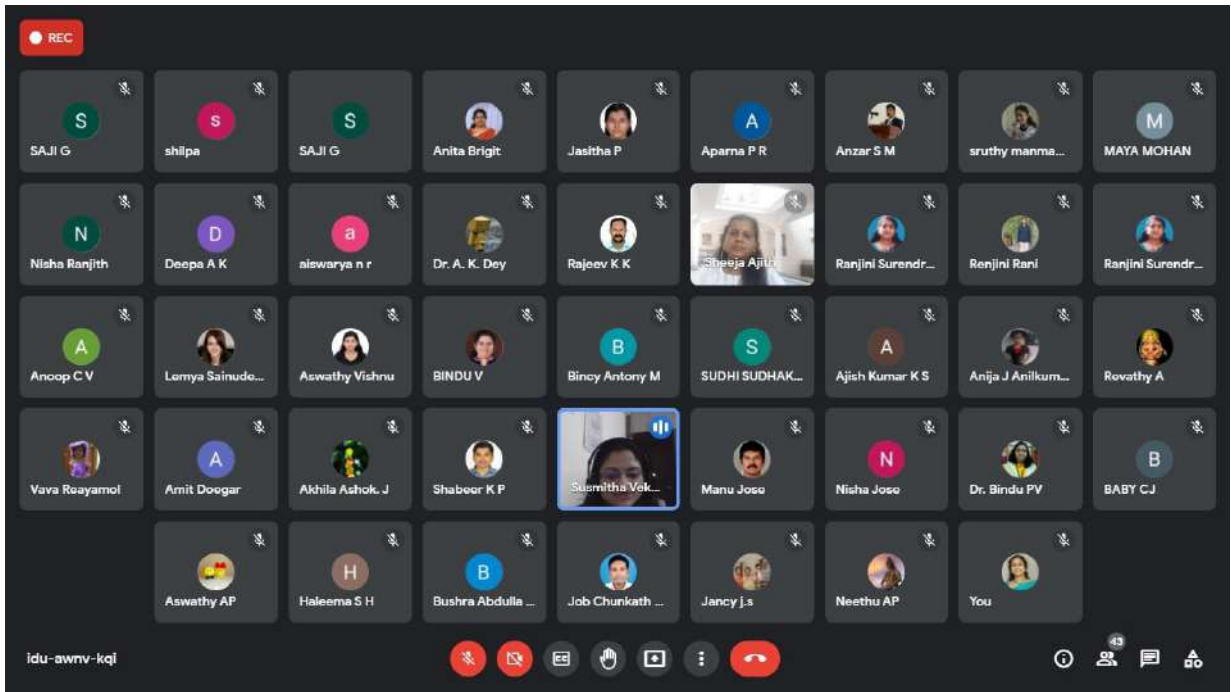 REC
S
SAJI G
s
shilpa
S
SAJI G
Anita Brigit
Jasitha P
A
Aparna P R
Anzar S M
sruthy manma...
M
MAYA MOHAN
N
Nisha Ranjith
D
Deepa A K
a
aiswarya n r
Dr. A. K. Dey
Rajeev K K
Sheeja Ajith
Ranjini Surendr...
Renjini Rani
Ranjini Surendr...
A
Anoop C V
Lemya Sainude...
Aswathy Vishnu
BINDU V
B
Bincy Antony M
S
SUDHI SUDHAK...
A
Ajish Kumar K S
Anija J Anilkum...
Revathy A
Vava Reayamol
A
Amit Doegar
Akhila Ashok. J
Shabeer K P
Susmitha Vek...
Manu Jose
N
Nisha Jose
Dr. Bindu PV
B
BABY CJ
Aswathy AP
H
Haleema S H
B
Bushra Abdulla ...
Job Chunkath ...
Jancy j.s
Neethu AP
You
idu-awnv-kqi
CC
43